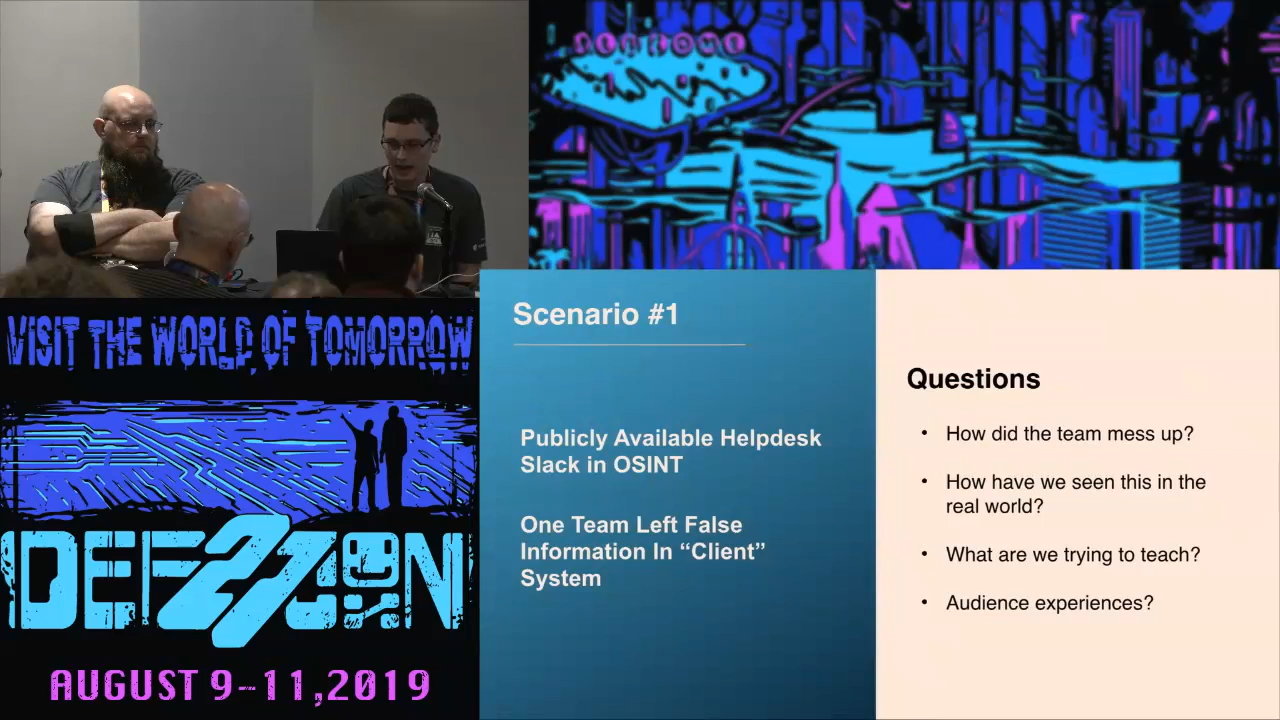 WELCOME
VISIT THE WORLD OF TOMORROW
DEF CON
27
AUGUST 9-11,2019
Scenario #1
Publicly Available Helpdesk
Slack in OSINT
One Team Left False
Information In “Client”
System
Questions
• How did the team mess up?
• How have we seen this in the
real world?
• What are we trying to teach?
• Audience experiences?